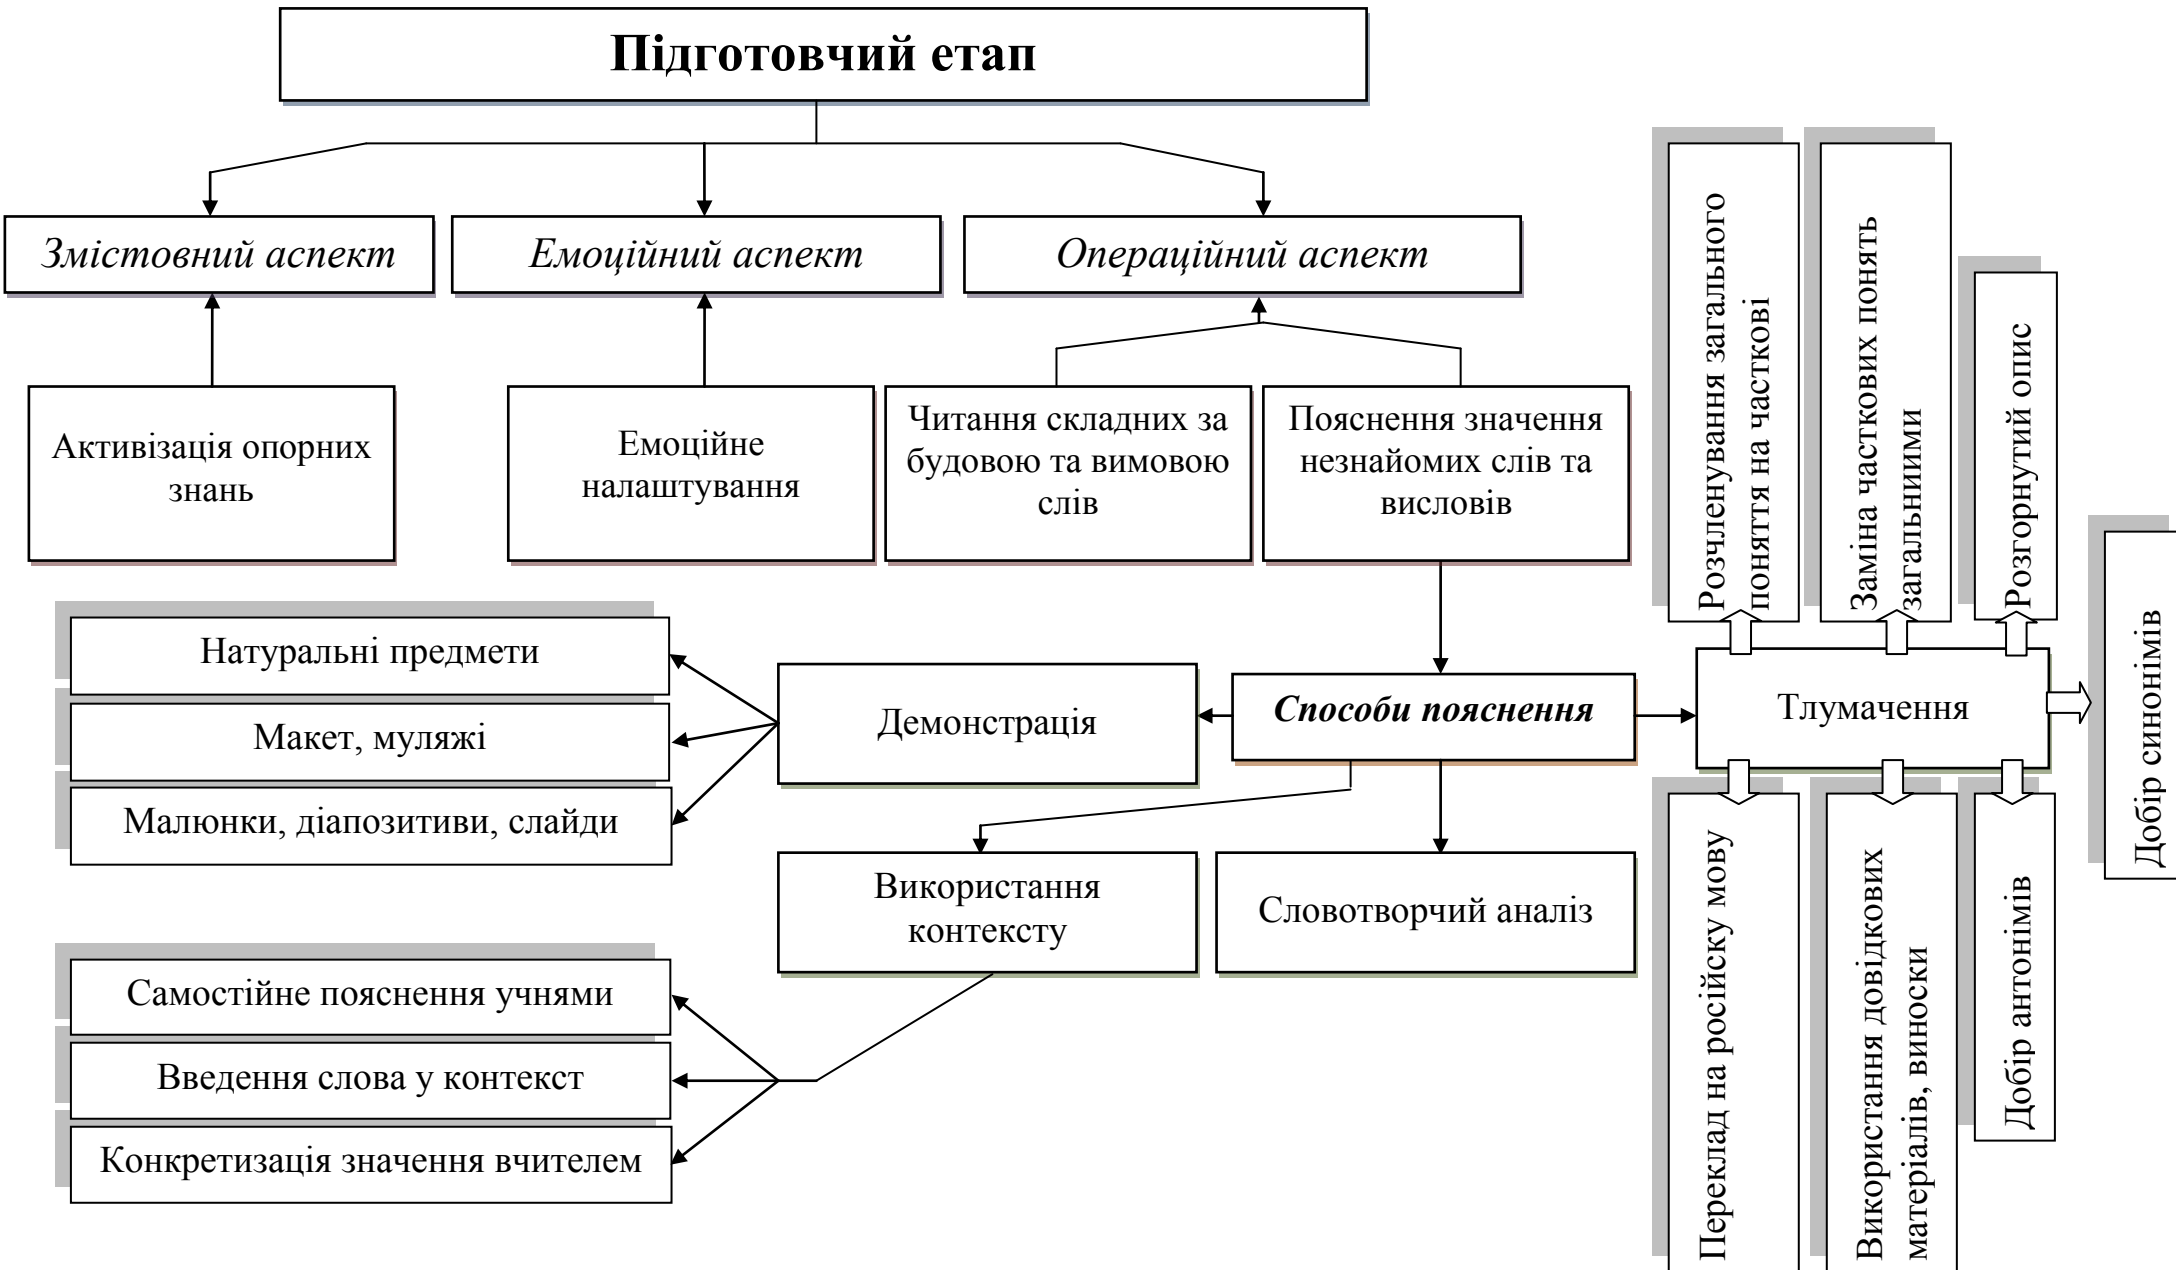 Підготовчий етап
Змістовний аспект
Емоційний аспект
Операційний аспект
Активізація опорних
знань
Емоційне
налаштування
Читання складних за
будовою та вимовою
слів
Пояснення значення
незнайомих слів та
висловів
Розчленування загального
поняття на часткові
Заміна часткових понять
загальними
Розгорнутий опис
Добір синонімів
Натуральні предмети
Макет, муляжі
Малюнки, діапозитиви, слайди
Демонстрація
Способи пояснення
Тлумачення
Використання
контексту
Словотворчий аналіз
Самостійне пояснення учнями
Введення слова у контекст
Конкретизація значення вчителем
Переклад на російску мову
Використання довідкових
матеріалів, виноски
Добір антонімів